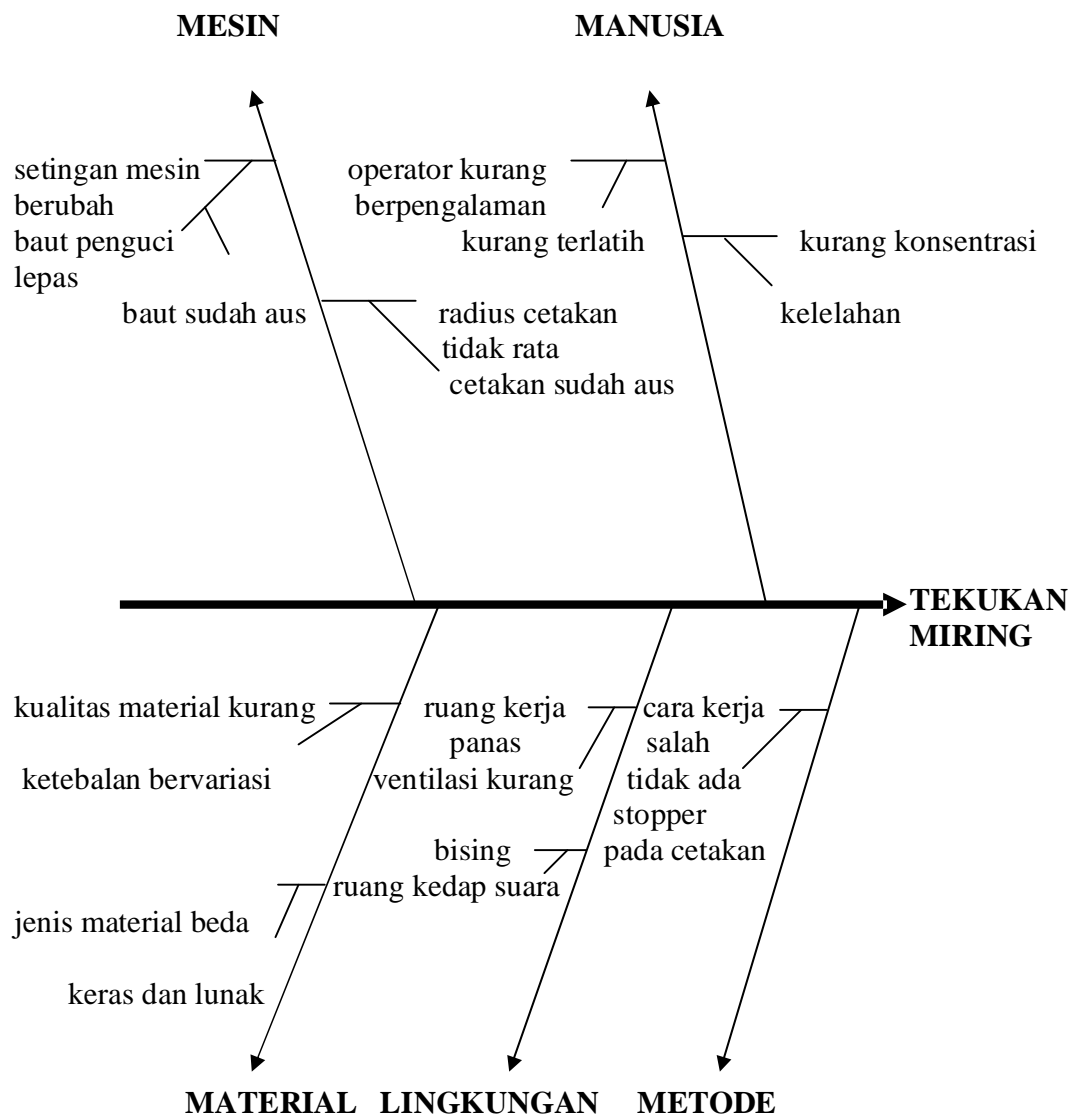 MESIN MANUSIA
setingan mesin
berubah
baut penguci
lepas
baut sudah aus
radius cetakan
tidak rata
cetakan sudah aus
operator kurang
berpengalaman
kurang terlatih
kurang konsentrasi
kelelahan
TEKUKAN
MIRING
kualitas material kurang
ketebalan bervariasi
jenis material beda
keras dan lunak
ruang kerja
panas
ventilasi kurang
bising
ruang kedap suara
cara kerja
salah
tidak ada
stopper
pada cetakan
MATERIAL LINGKUNGAN METODE